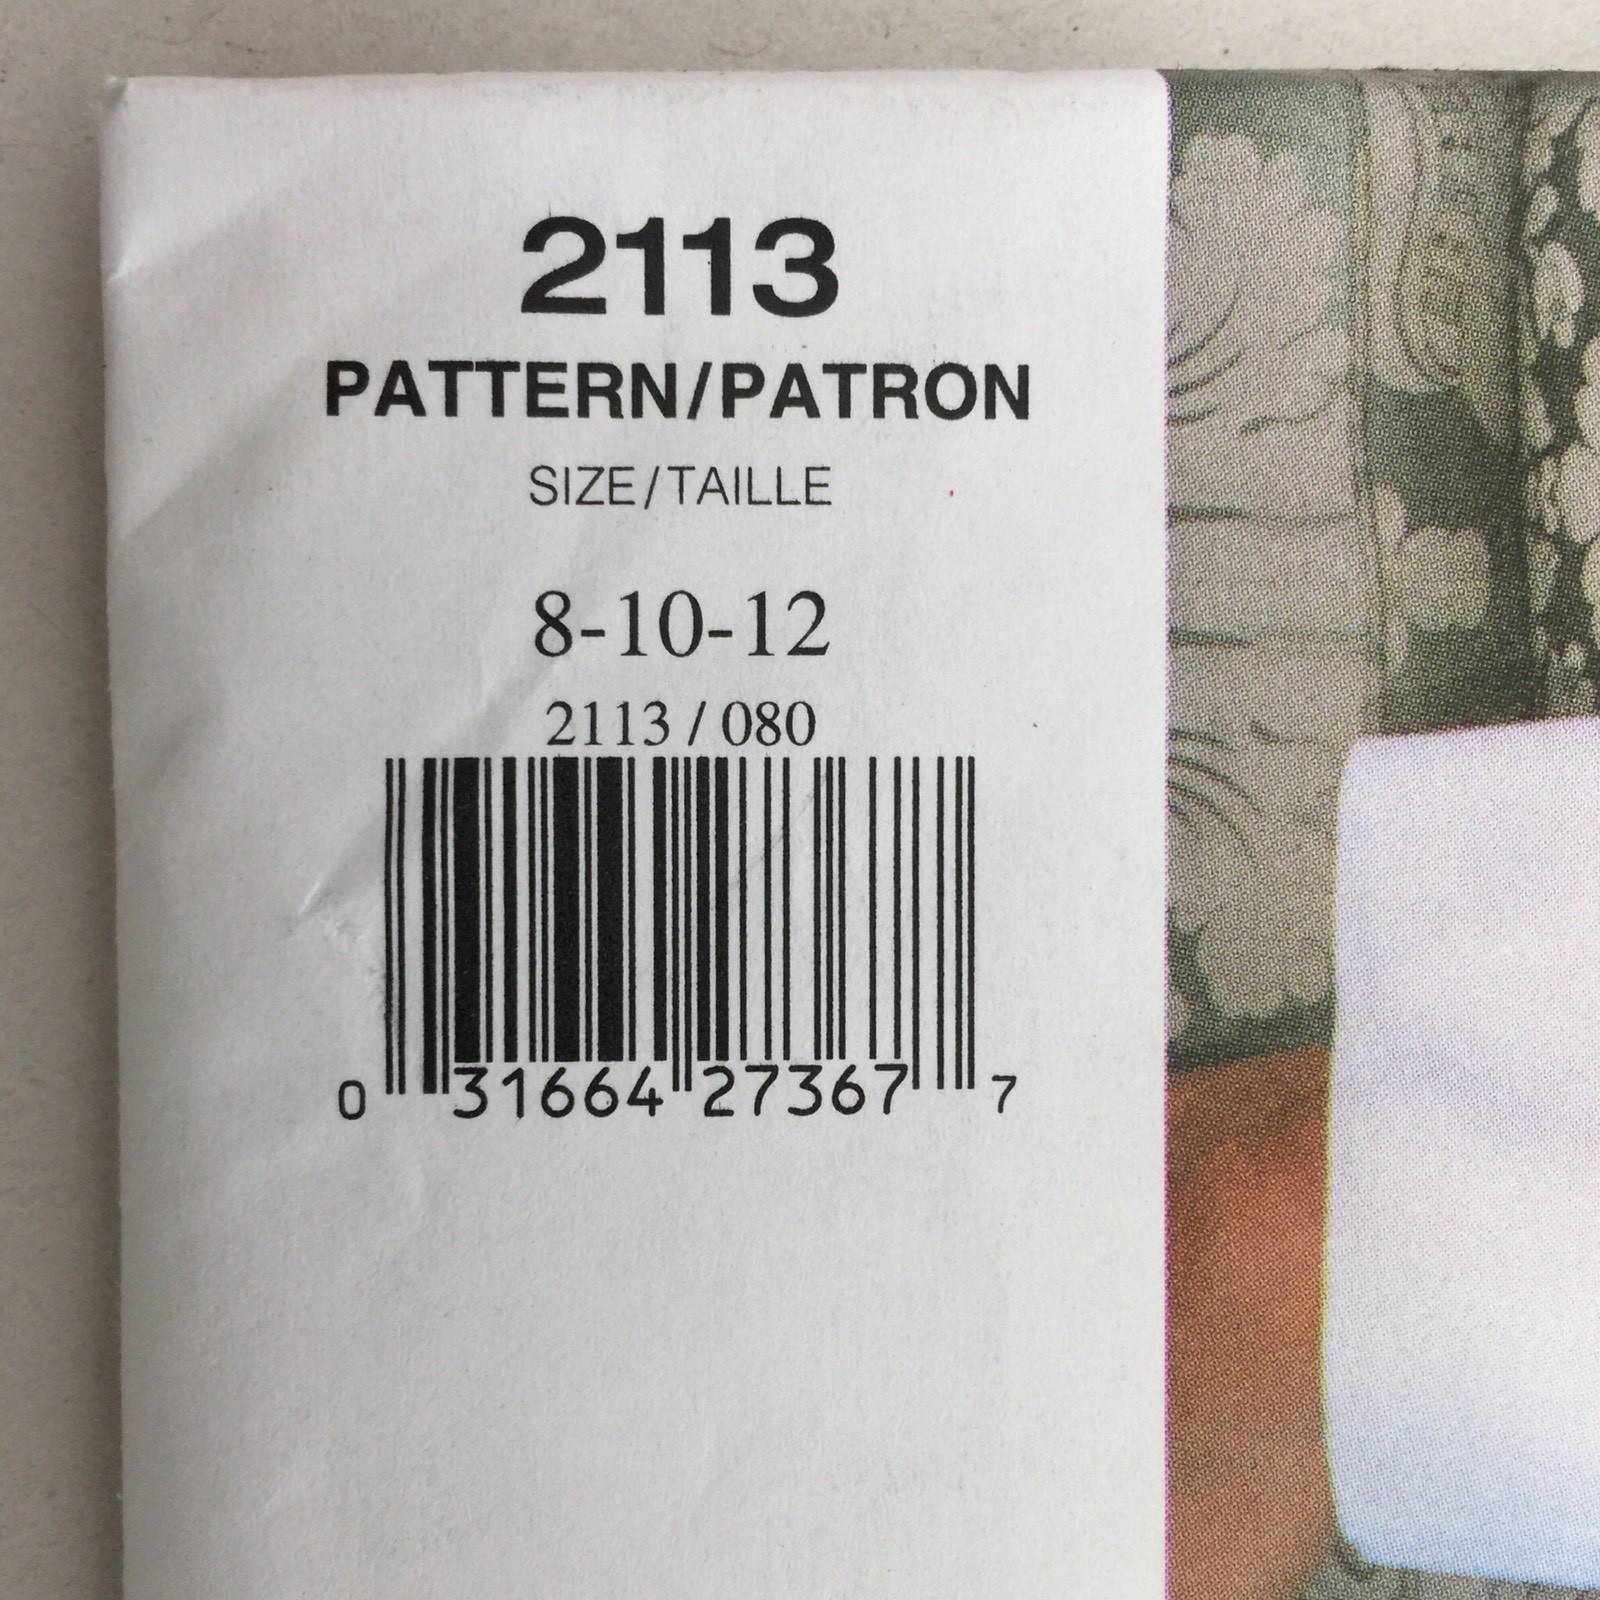 2113
PATTERN/PATRON
SIZE/TAILLE
8-10-12
2113 / 080
0 31664 27367 7